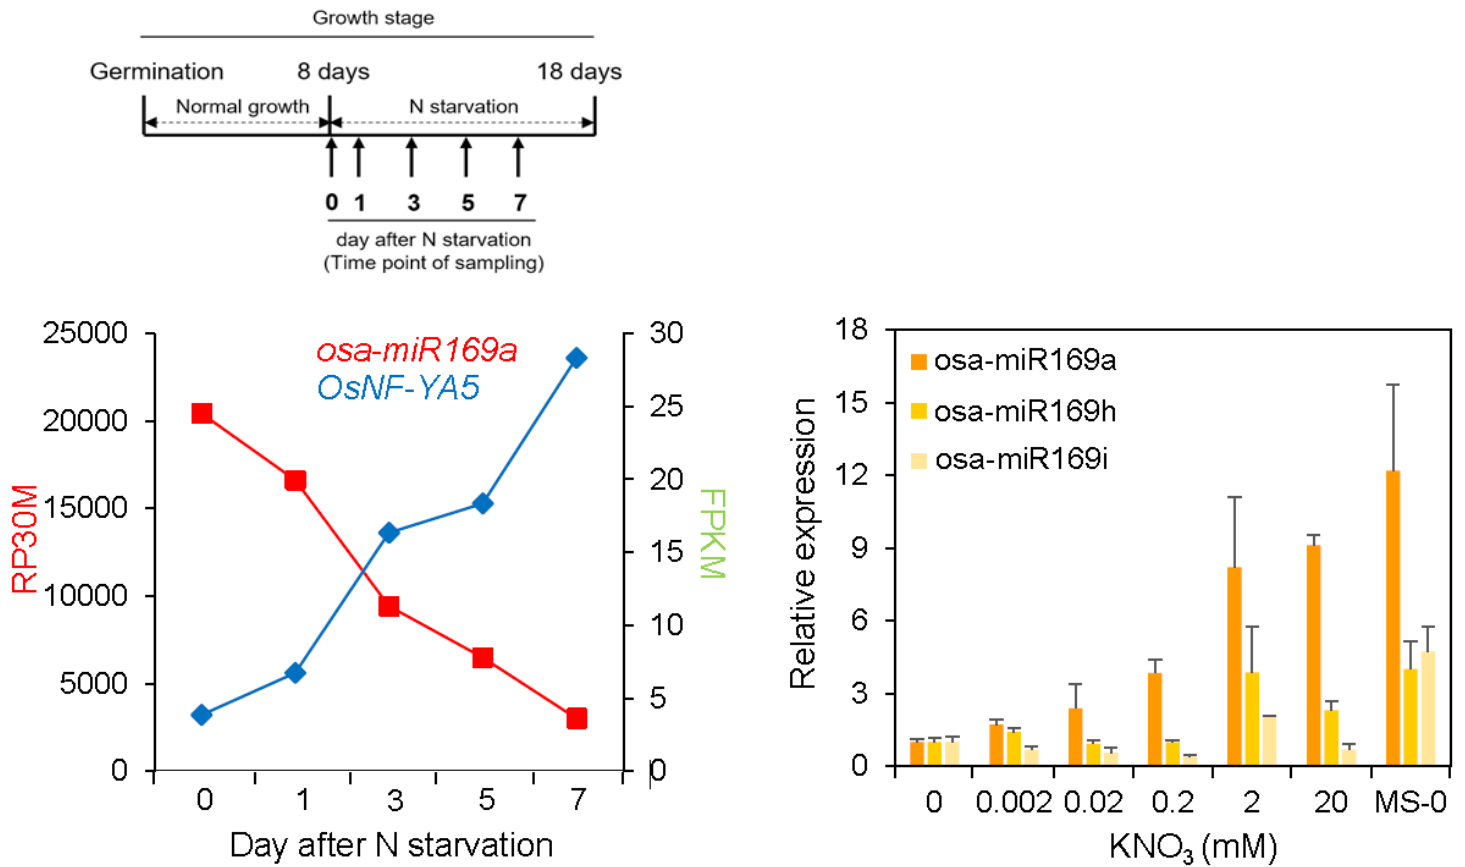 Growth stage
Germination 8 days 18 days
Normal growth N starvation
0 1 3 5 7
day after N starvation
(Time point of sampling)
25000
20000
15000
10000
5000
0
RP30M
osa-miR169a
OsNF-YA5
30
25
20
15
10
5
0
FPKM
0 1 3 5 7
Day after N starvation
18
15
12
9
6
3
0
Relative expression
osa-miR169a
osa-miR169h
osa-miR169i
0 0.002 0.02 0.2 2 20 MS-0
KNO₃ (mM)